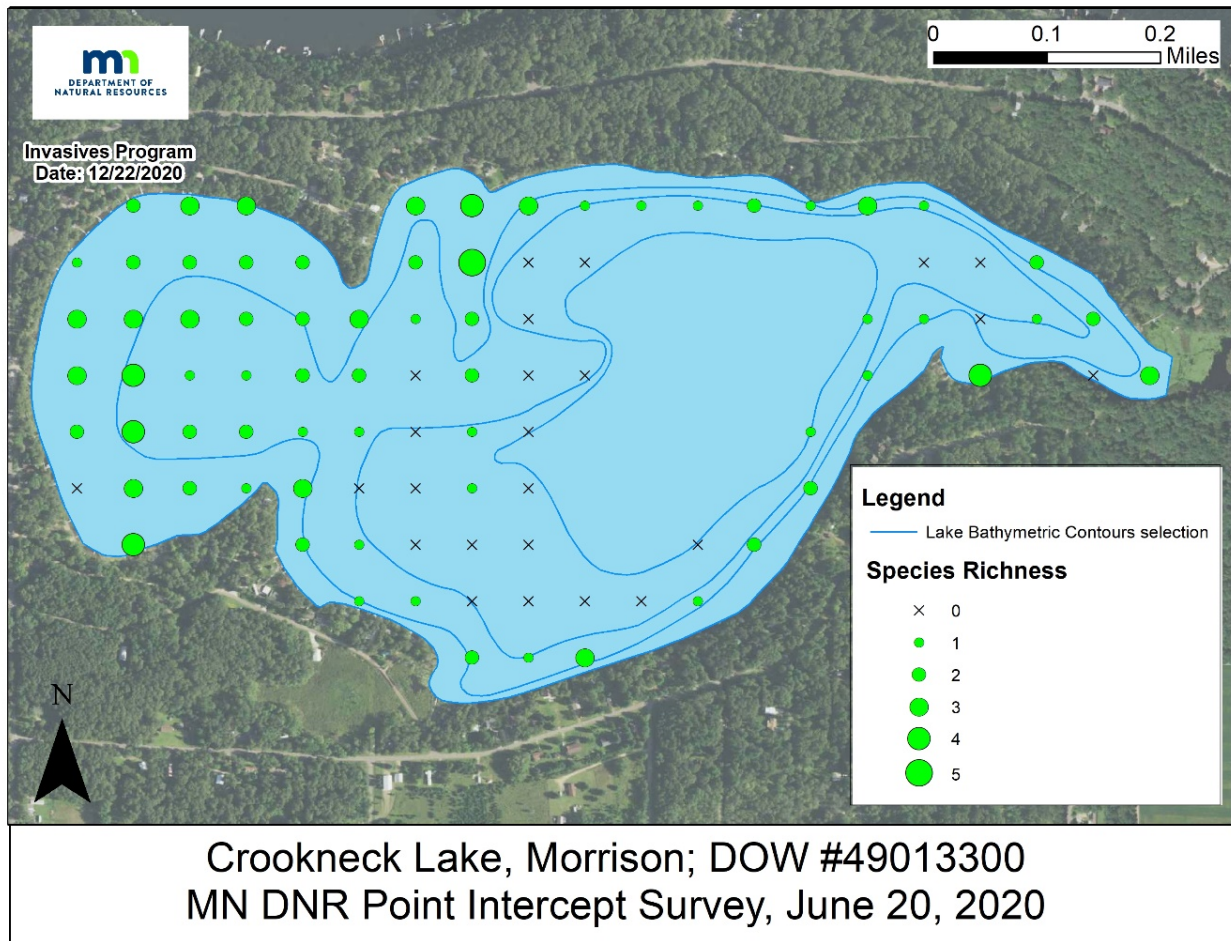 mn
DEPARTMENT OF
NATURAL RESOURCES
Invasives Program
Date: 12/22/2020
0 0.1 0.2
Miles
N
Legend
Lake Bathymetric Contours selection
Species Richness
0
1
2
3
4
5
Crookneck Lake, Morrison; DOW #49013300
MN DNR Point Intercept Survey, June 20, 2020